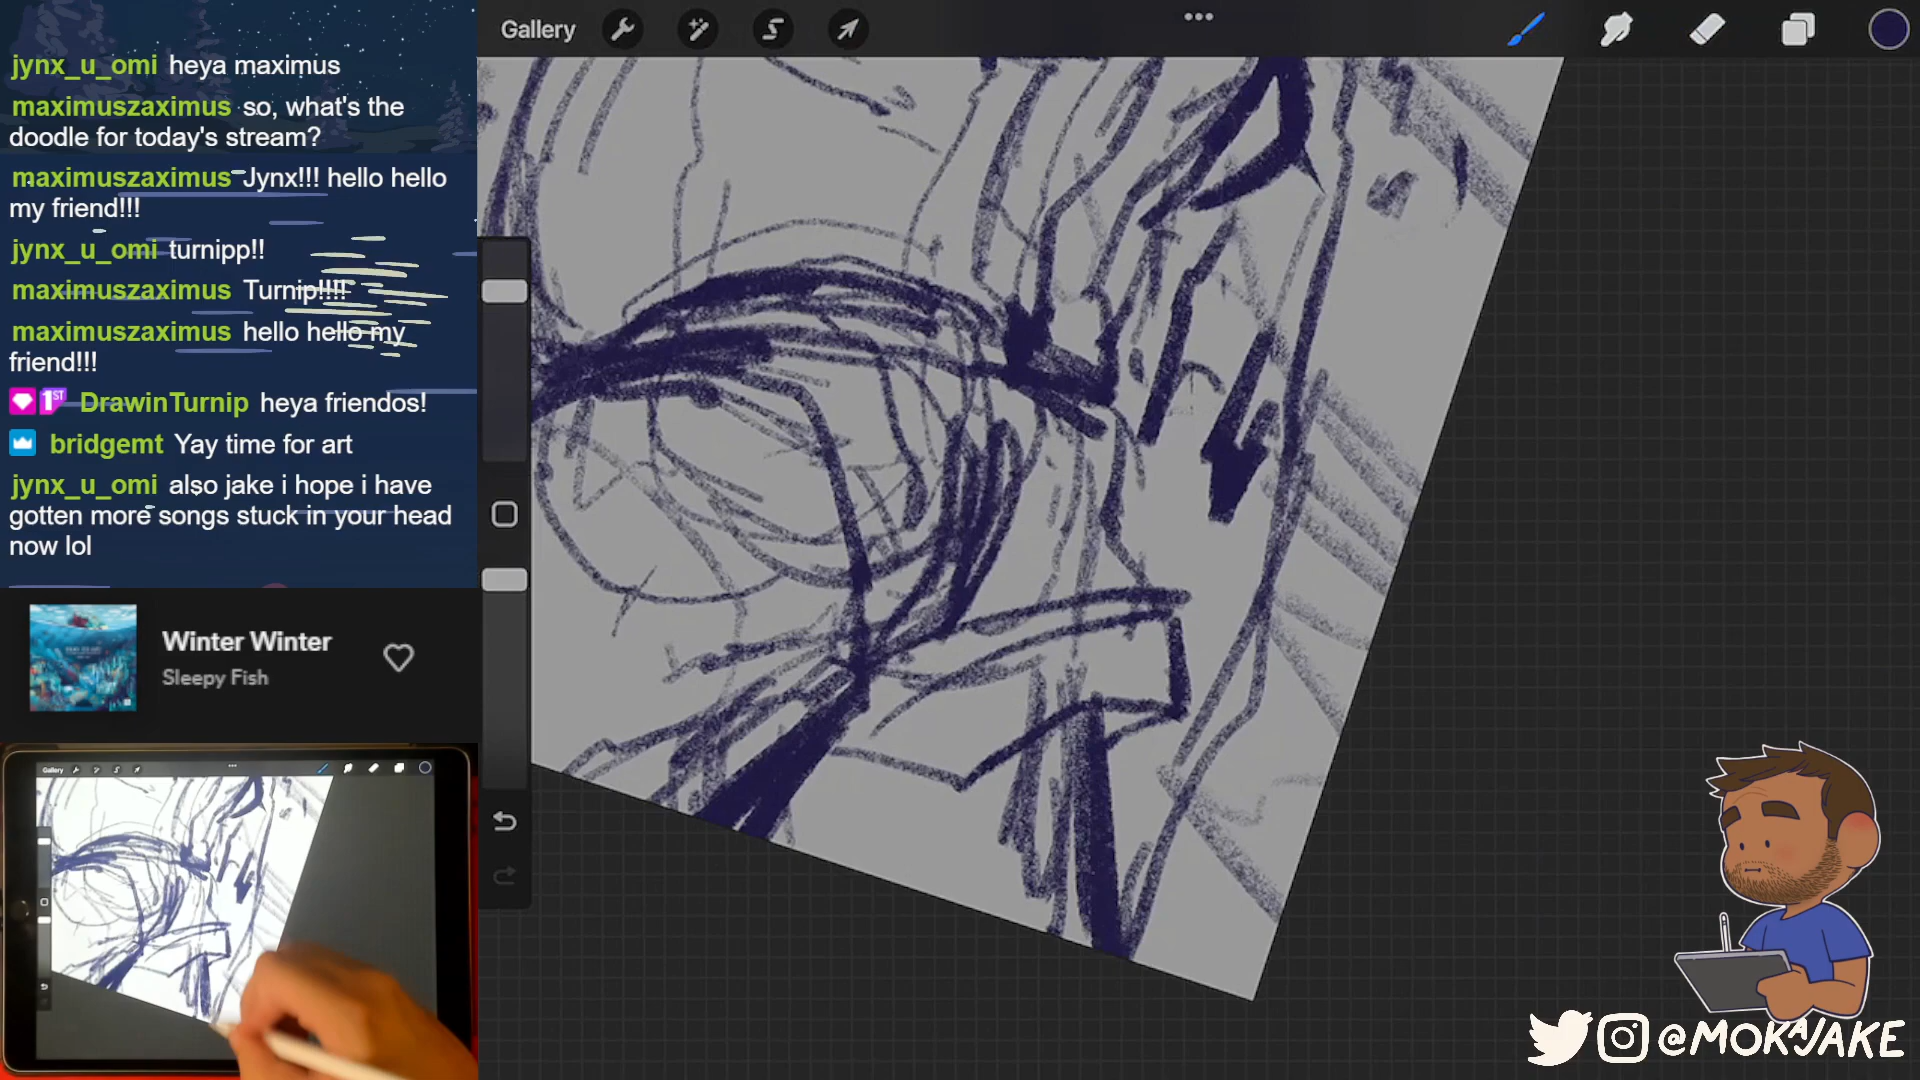 jynx_u_omi heya maximus
maximuszaximus so, what's the
doodle for today's stream?
maximuszaximus Jynx!!! hello hello
my friend!!!
jynx_u_omi turnipp!!
maximuszaximus Turnip!!!!
maximuszaximus hello hello my
friend!!!
1ST DrawinTurnip heya friendos!
bridgemt Yay time for art
jynx_u_omi also jake i hope i have
gotten more songs stuck in your head
now lol
Winter Winter
Sleepy Fish
Gallery
Gallery
@MOKAJAKE